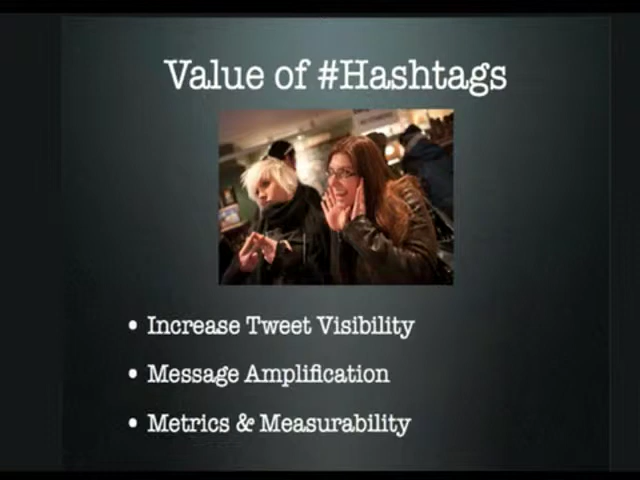 Value of #Hashtags
• Increase Tweet Visibility
• Message Amplification
• Metrics & Measurability